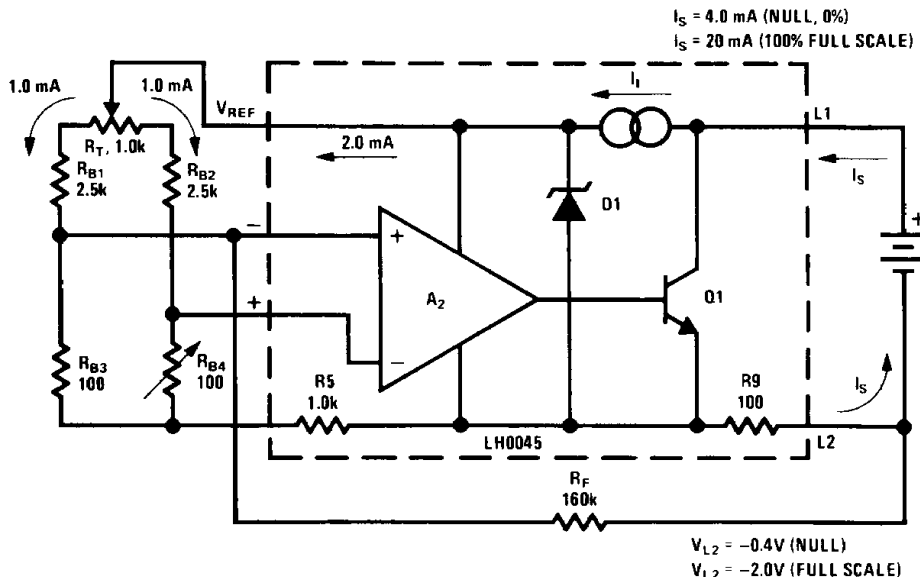 I_S = 4.0 mA (NULL, 0%)
I_S = 20 mA (100% FULL SCALE)
1.0 mA
1.0 mA
V_REF
I_I
L1
R_T, 1.0k
2.0 mA
I_S
R_B1
2.5k
R_B2
2.5k
D1
−
+
+
A_2
Q1
+
−
R_B3
100
R_B4
100
R5
1.0k
R9
100
I_S
LH0045
L2
R_F
160k
V_L2 = −0.4V (NULL)
V_L2 = −2.0V (FULL SCALE)